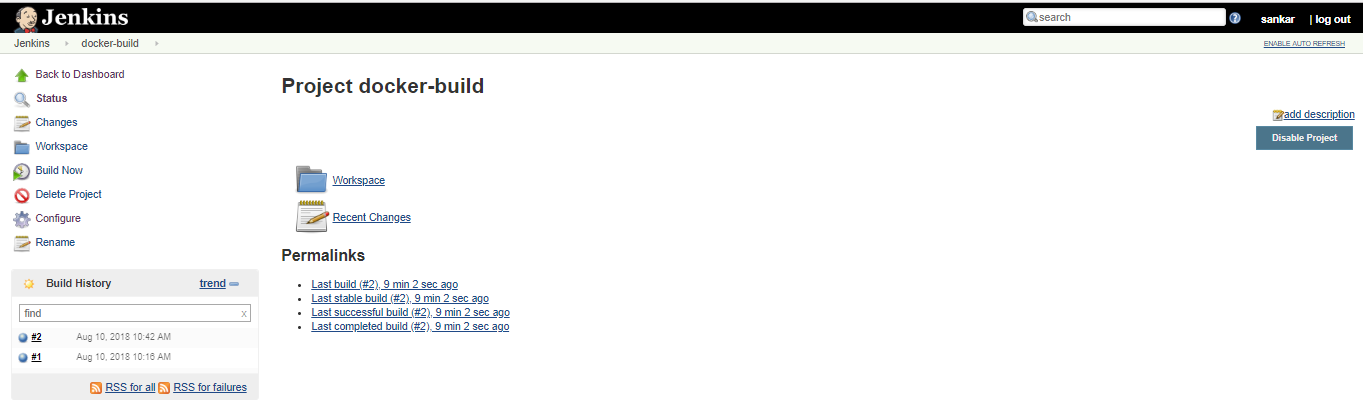 Jenkins
search
sankar | log out
Jenkins docker-build
ENABLE AUTO REFRESH
Back to Dashboard
Status
Changes
Workspace
Build Now
Delete Project
Configure
Rename
Build History trend
find x
#2 Aug 10, 2018 10:42 AM
#1 Aug 10, 2018 10:16 AM
RSS for all RSS for failures
Project docker-build
add description
Disable Project
Workspace
Recent Changes
Permalinks
Last build (#2), 9 min 2 sec ago
Last stable build (#2), 9 min 2 sec ago
Last successful build (#2), 9 min 2 sec ago
Last completed build (#2), 9 min 2 sec ago